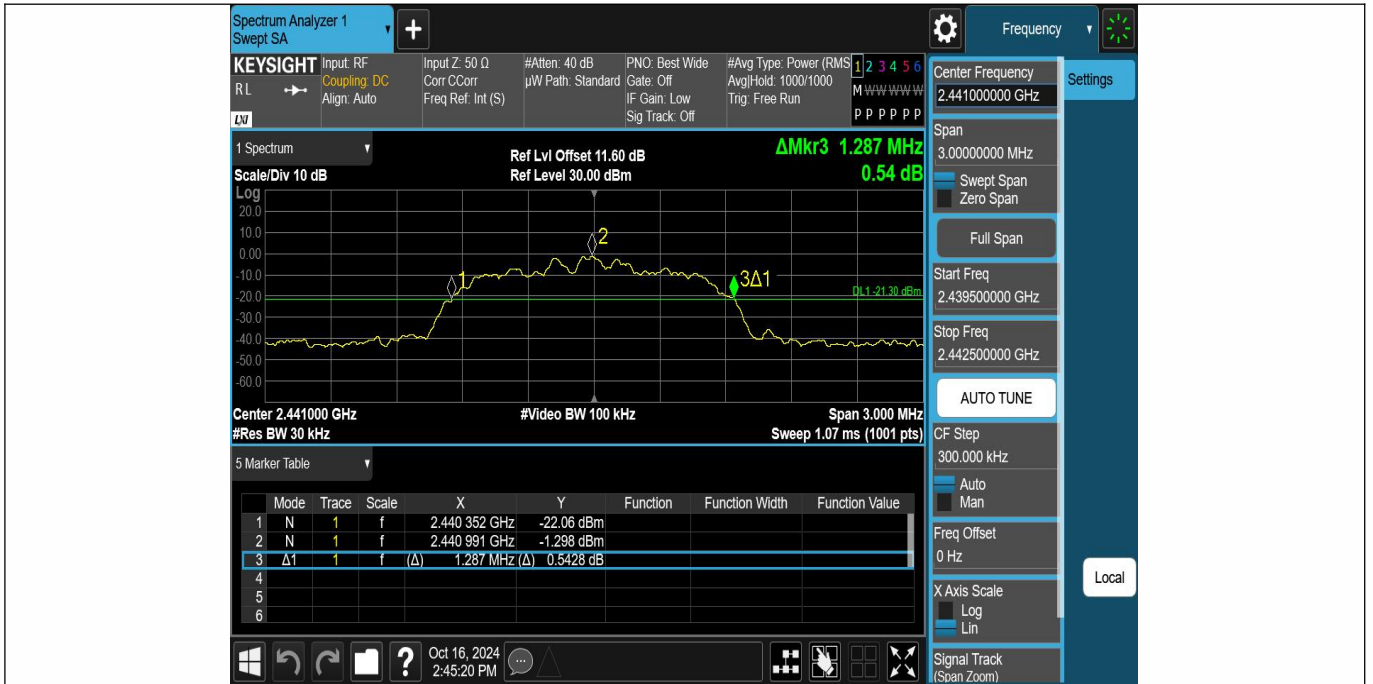 Spectrum Analyzer 1
Swept SA
+
Frequency
KEYSIGHT
RL
LXI
Input: RF
Coupling: DC
Align: Auto
Input Z: 50 Ω
Corr CCorr
Freq Ref: Int (S)
#Atten: 40 dB
µW Path: Standard
PNO: Best Wide
Gate: Off
IF Gain: Low
Sig Track: Off
#Avg Type: Power (RMS
Avg|Hold: 1000/1000
Trig: Free Run
1 2 3 4 5 6
M W W W W W
P P P P P P
1 Spectrum
Scale/Div 10 dB
Ref Lvl Offset 11.60 dB
Ref Level 30.00 dBm
ΔMkr3 1.287 MHz
0.54 dB
Log
20.0
10.0
0.00
-10.0
-20.0
-30.0
-40.0
-50.0
-60.0
1
2
3Δ1
DL1 -21.30 dBm
Center 2.441000 GHz
#Video BW 100 kHz
Span 3.000 MHz
#Res BW 30 kHz
Sweep 1.07 ms (1001 pts)
5 Marker Table
Mode Trace Scale X Y Function Function Width Function Value
1 N 1 f 2.440 352 GHz -22.06 dBm
2 N 1 f 2.440 991 GHz -1.298 dBm
3 Δ1 1 f (Δ) 1.287 MHz (Δ) 0.5428 dB
4
5
6
?
Oct 16, 2024
2:45:20 PM
Center Frequency
2.441000000 GHz
Settings
Span
3.00000000 MHz
Swept Span
Zero Span
Full Span
Start Freq
2.439500000 GHz
Stop Freq
2.442500000 GHz
AUTO TUNE
CF Step
300.000 kHz
Auto
Man
Freq Offset
0 Hz
X Axis Scale
Log
Lin
Signal Track
(Span Zoom)
Local